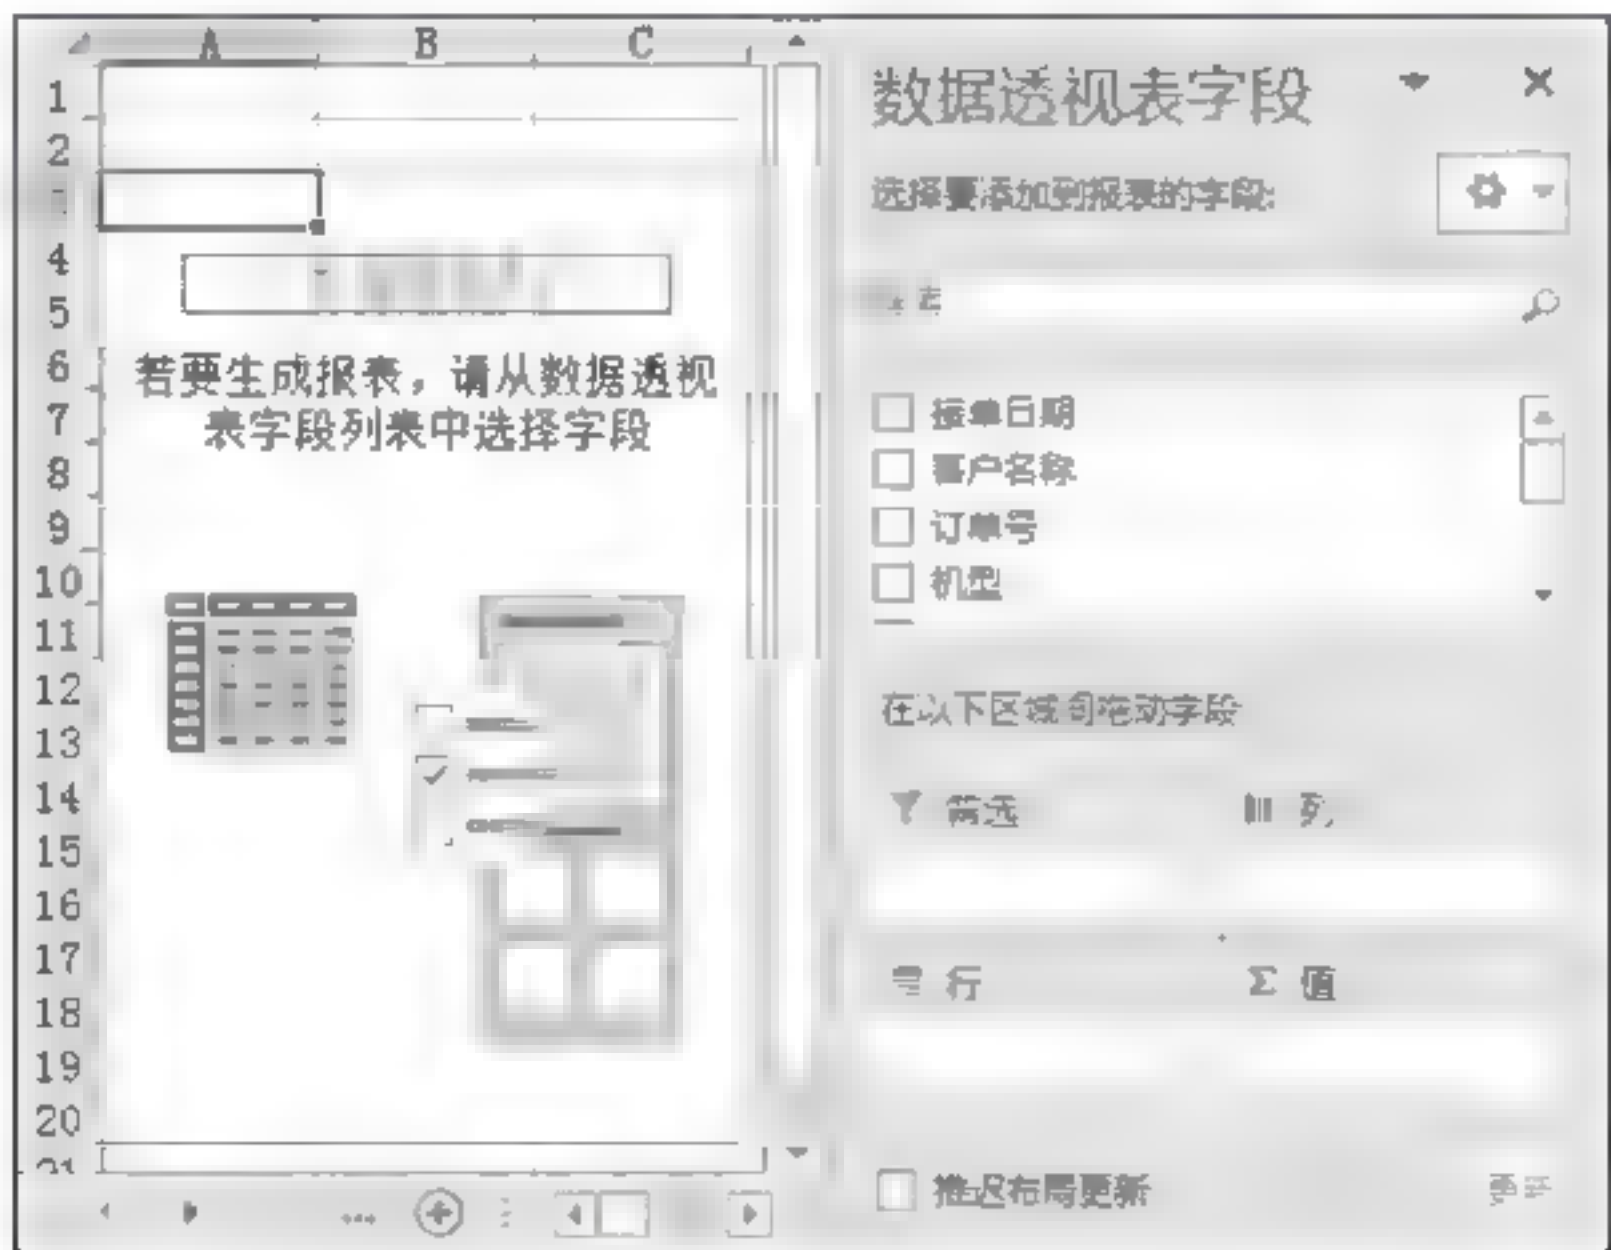 A B C
1
2
4
5
6
7
8
9
10
11
12
13
14
15
16
17
18
19
20
若要生成报表，请从数据透视
表字段列表中选择字段
数据透视表字段
选择要添加到报表的字段:
接单日期
客户名称
订单号
机型
在以下区域间拖动字段
筛选
列
行
Σ 值
推迟布局更新
更新